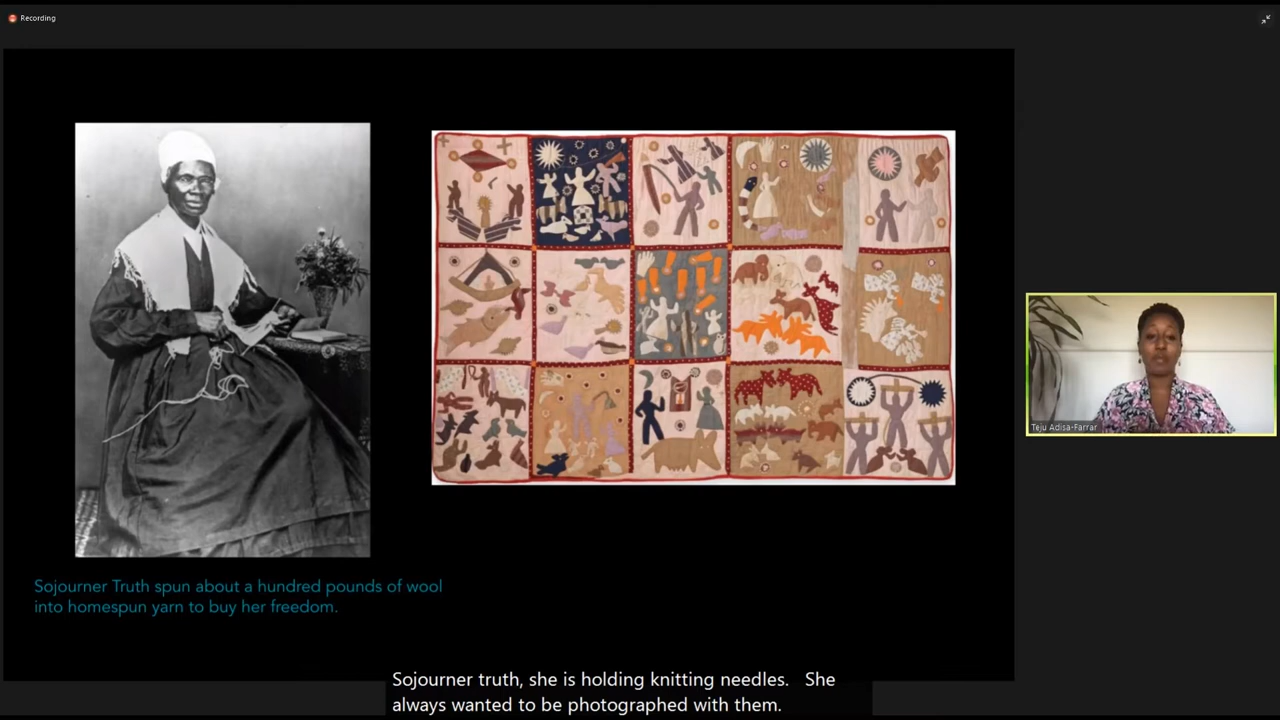 Recording
Teju Adisa-Farrar
Sojourner Truth spun about a hundred pounds of wool
into homespun yarn to buy her freedom.
Sojourner truth, she is holding knitting needles.   She
always wanted to be photographed with them.